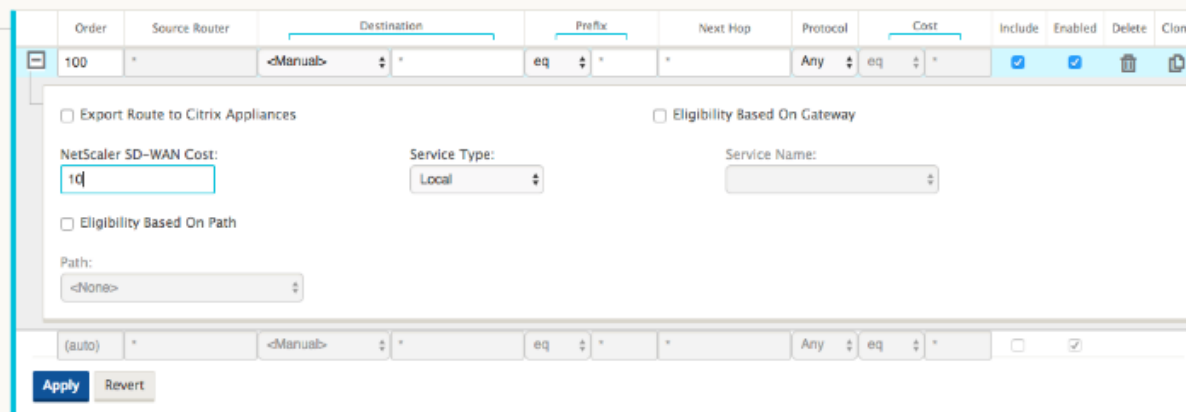 Order Source Router Destination Prefix Next Hop Protocol Cost Include Enabled Delete Clon
100 * <Manual> * eq * * Any eq *
Export Route to Citrix Appliances Eligibility Based On Gateway
NetScaler SD-WAN Cost: Service Type: Service Name:
10 Local
Eligibility Based On Path
Path:
<None>
(auto) * <Manual> * eq * * Any eq *
Apply Revert